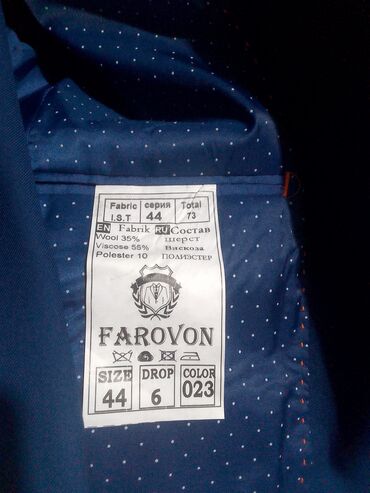 Fabric серия Total
I.S.T 44 73
EN Fabrik RU Состав
Wool 35% Шерст
Viscose 55% Вискоза
Polester 10 ПОЛИЭСТЕР
FAROVON
SIZE DROP COLOR
44 6 023